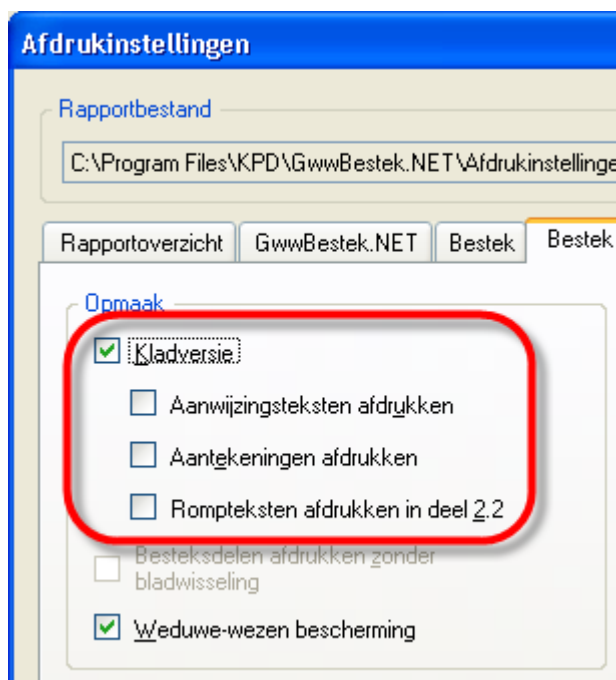 Afdrukinstellingen
Rapportbestand
C:\Program Files\KPD\GwwBestek.NET\Afdrukinstellinge
Rapportoverzicht GwwBestek.NET Bestek Bestek
Opmaak
Kladversie
Aanwijzingsteksten afdrukken
Aantekeningen afdrukken
Rompteksten afdrukken in deel 2.2
Besteksdelen afdrukken zonder
bladwisseling
Weduwe-wezen bescherming